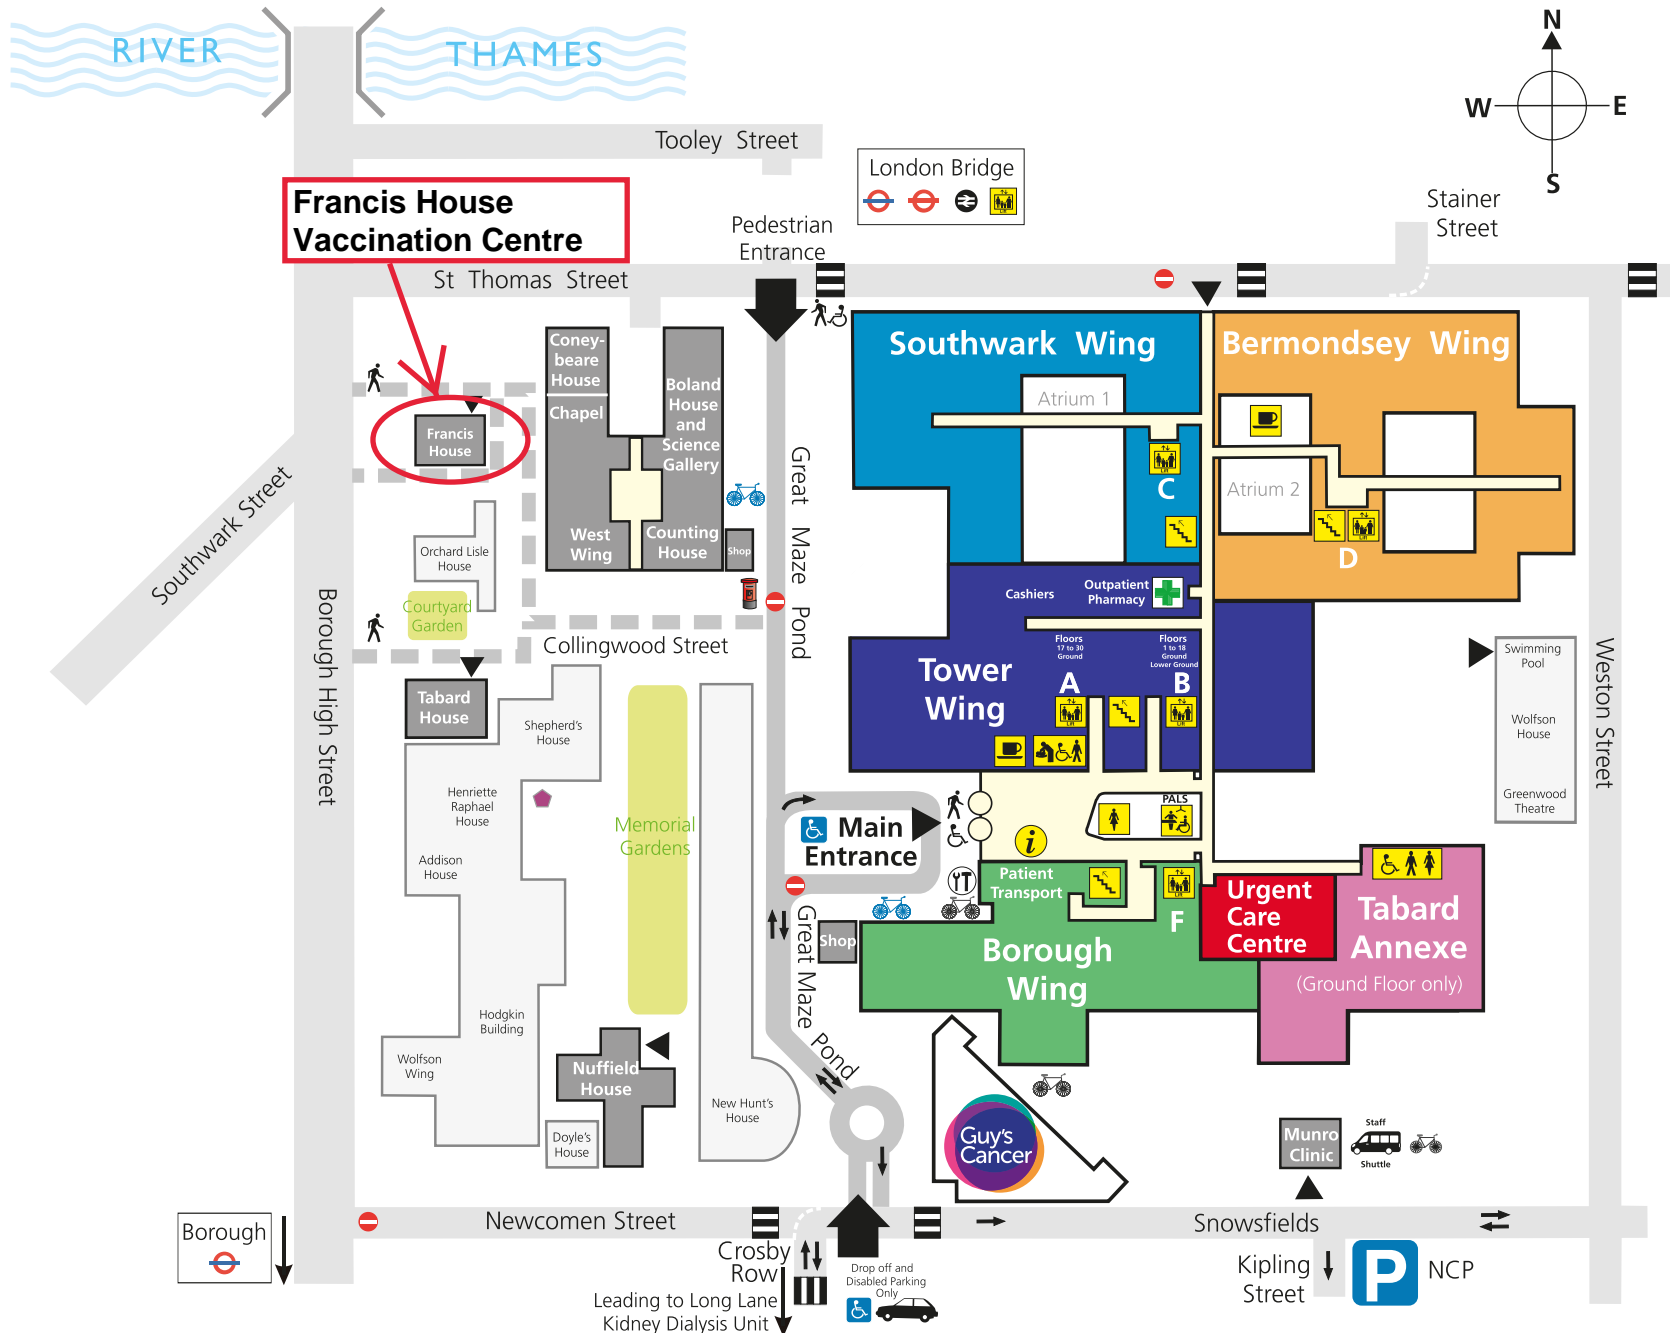 RIVER
THAMES
N
W
E
S
Tooley Street
London Bridge
Lift
Francis House
Vaccination Centre
Pedestrian
Entrance
Stainer
Street
St Thomas Street
Southwark Wing
Bermondsey Wing
Coney-
beare
House
Chapel
Boland
House
and
Science
Gallery
Atrium 1
Francis
House
Lift
C
Atrium 2
Lift
D
Great Maze Pond
Southwark Street
West
Wing
Counting
House
Shop
Orchard Lisle
House
Courtyard
Garden
Cashiers
Outpatient
Pharmacy
Borough High Street
Collingwood Street
Floors
17 to 30
Ground
Floors
1 to 18
Ground
Lower Ground
Tower
Wing
A
B
Lift
Lift
Swimming
Pool
Wolfson
House
Greenwood
Theatre
Weston Street
Tabard
House
Shepherd's
House
Henriette
Raphael
House
Memorial
Gardens
Addison
House
Main
Entrance
PALS
i
Patient
Transport
Lift
F
Urgent
Care
Centre
Tabard
Annexe
(Ground Floor only)
Great Maze
Pond
Shop
Borough
Wing
Hodgkin
Building
Wolfson
Wing
Nuffield
House
New Hunt's
House
Doyle's
House
Guy's
Cancer
Munro
Clinic
Staff
Shuttle
Borough
Newcomen Street
Snowsfields
Crosby
Row
Leading to Long Lane
Kidney Dialysis Unit
Drop off and
Disabled Parking
Only
Kipling
Street
P
NCP